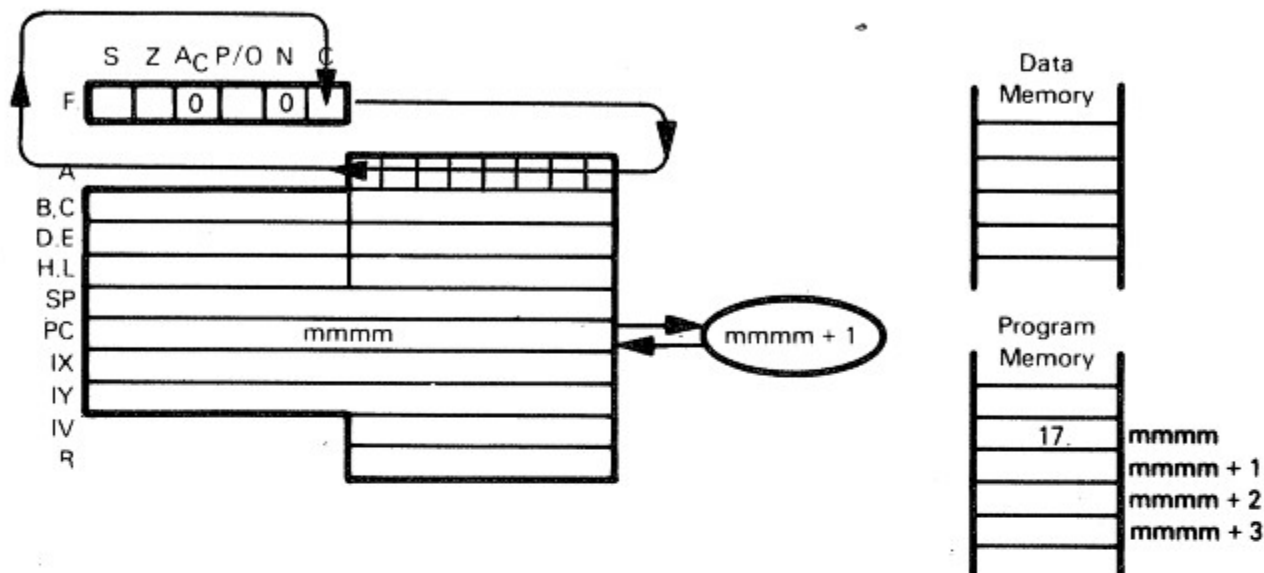 S Z AC P/O N C
F 0 0
A
B,C
D.E
H.L
SP
PC mmmm mmmm + 1
IX
IY
IV
R
Data
Memory
Program
Memory
17. mmmm
mmmm + 1
mmmm + 2
mmmm + 3